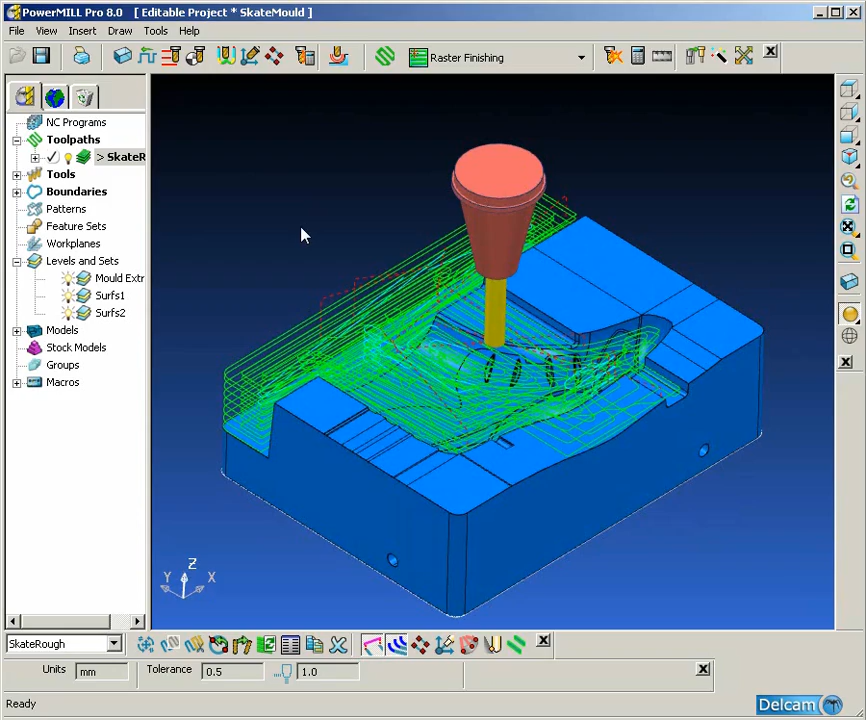 PowerMILL Pro 8.0    [ Editable Project * SkateMould ]
File View Insert Draw Tools Help
Raster Finishing
NC Programs
Toolpaths
> SkateR
Tools
Boundaries
Patterns
Feature Sets
Workplanes
Levels and Sets
Mould Extr
Surfs1
Surfs2
Models
Stock Models
Groups
Macros
Z
Y X
SkateRough
Units mm Tolerance 0.5 1.0
Ready
Delcam